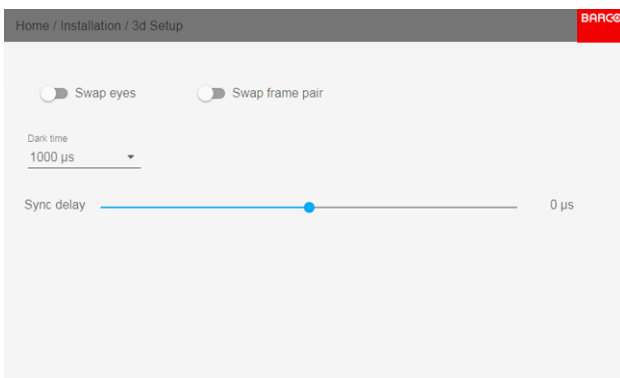 Home / Installation / 3d Setup
BARCO
Swap eyes
Swap frame pair
Dark time
1000 µs
Sync delay
0 µs